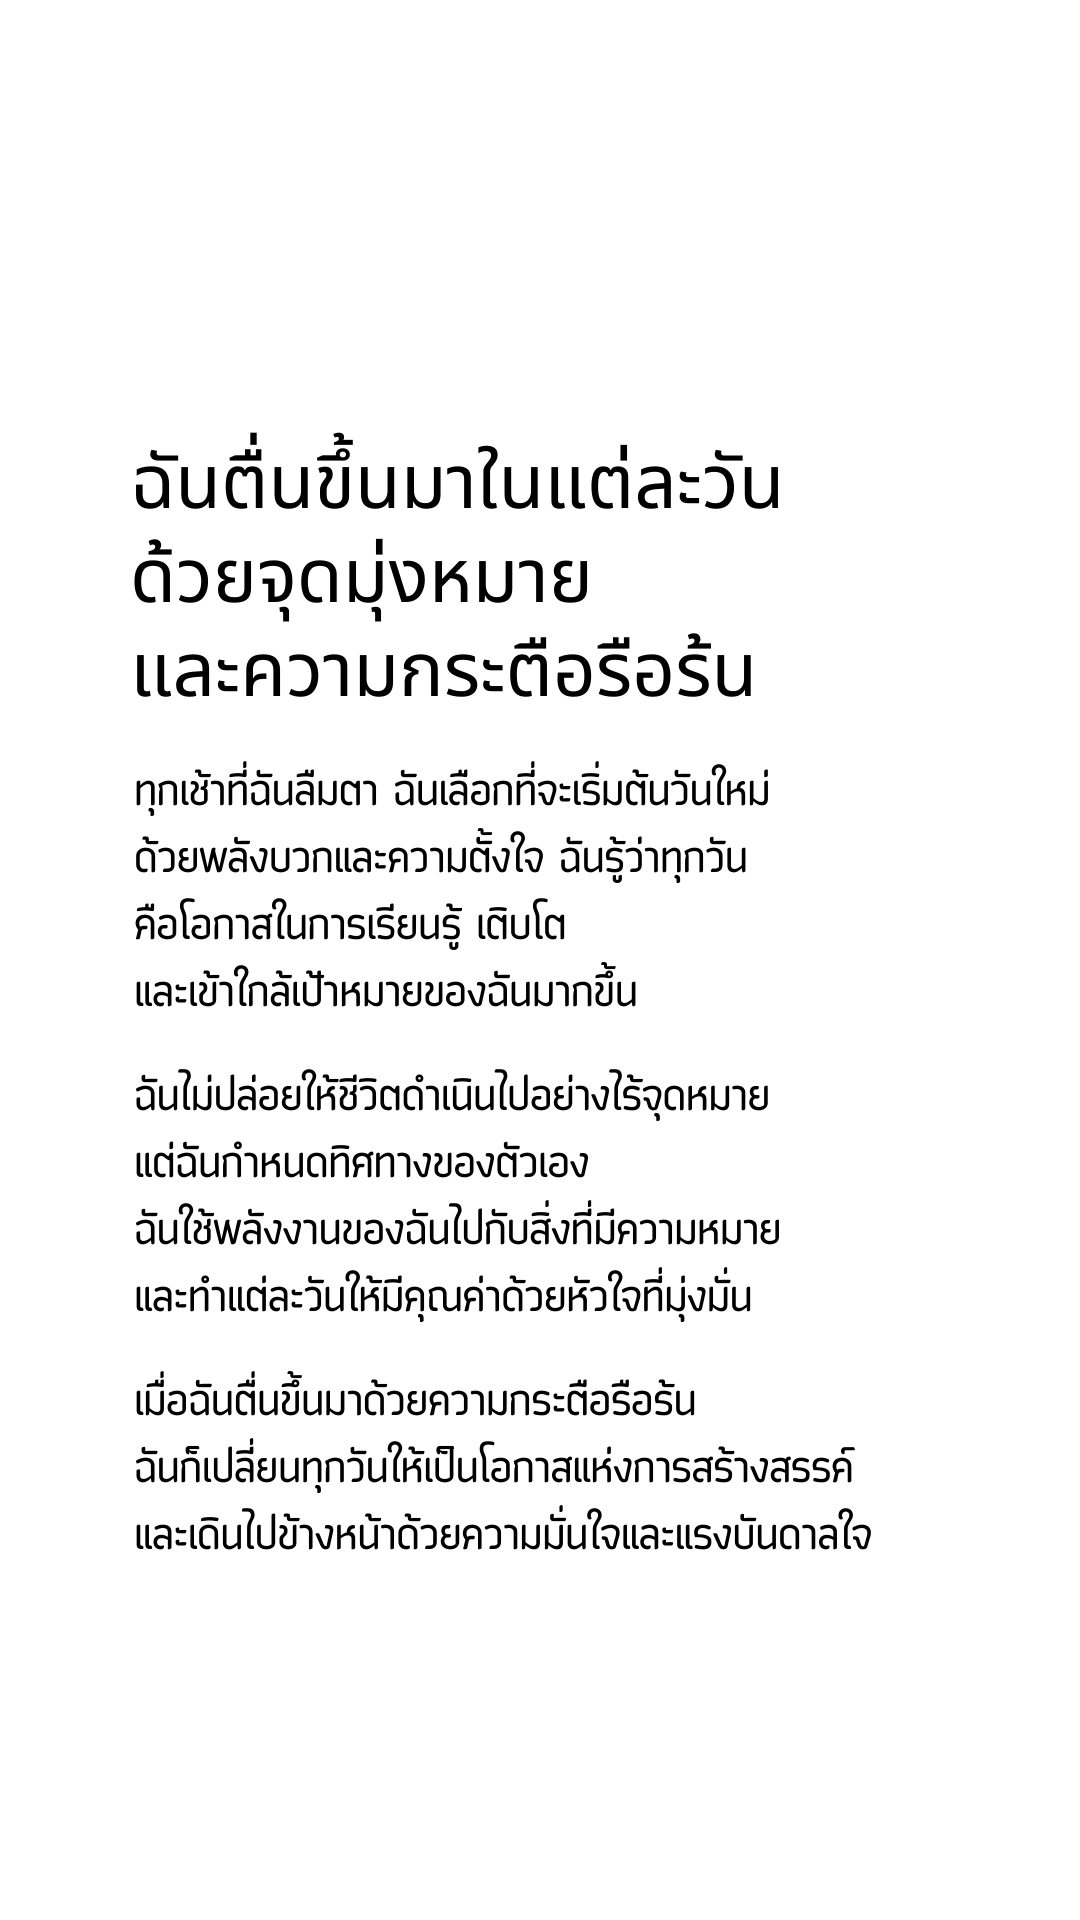 ฉันตื่นขึ้นมาในแต่ละวัน
ด้วยจุดมุ่งหมาย
และความกระตือรือร้น
ทุกเช้าที่ฉันลืมตา ฉันเลือกที่จะเริ่มต้นวันใหม่
ด้วยพลังบวกและความตั้งใจ ฉันรู้ว่าทุกวัน
คือโอกาสในการเรียนรู้ เติบโต
และเข้าใกล้เป้าหมายของฉันมากขึ้น
ฉันไม่ปล่อยให้ชีวิตดำเนินไปอย่างไร้จุดหมาย
แต่ฉันกำหนดทิศทางของตัวเอง
ฉันใช้พลังงานของฉันไปกับสิ่งที่มีความหมาย
และทำแต่ละวันให้มีคุณค่าด้วยหัวใจที่มุ่งมั่น
เมื่อฉันตื่นขึ้นมาด้วยความกระตือรือร้น
ฉันก็เปลี่ยนทุกวันให้เป็นโอกาสแห่งการสร้างสรรค์
และเดินไปข้างหน้าด้วยความมั่นใจและแรงบันดาลใจ